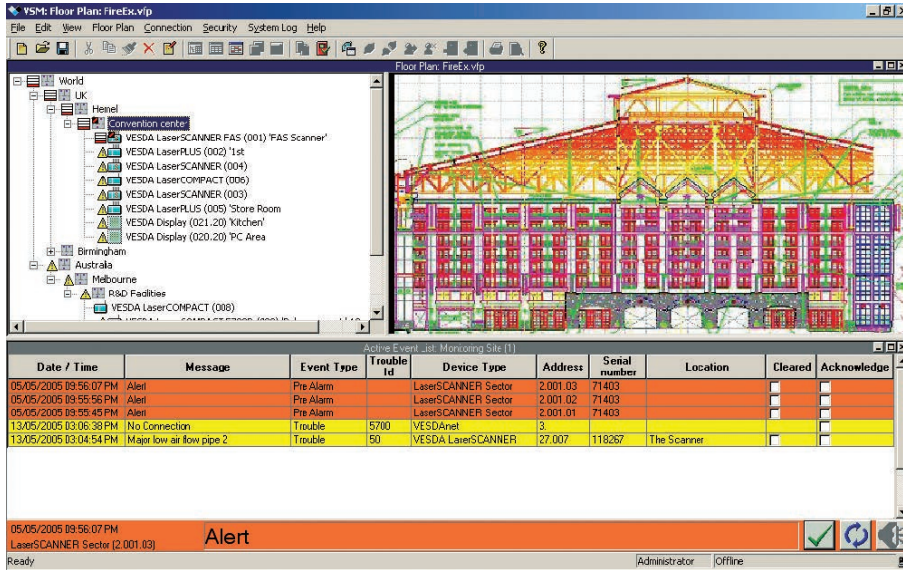 VSM: Floor Plan: FireEx.vfp
File Edit View Floor Plan Connection Security System Log Help
Floor Plan: FireEx.vfp
World
UK
Hemel
Convention center
VESDA LaserSCANNER FAS (001) 'FAS Scanner'
VESDA LaserPLUS (002) '1st
VESDA LaserSCANNER (004)
VESDA LaserCOMPACT (006)
VESDA LaserSCANNER (003)
VESDA LaserPLUS (005) 'Store Room
VESDA Display (021.20) 'Kitchen'
VESDA Display (020.20) 'PC Area
Birmingham
Australia
Melbourne
R&D Facilities
VESDA LaserCOMPACT (008)
Active Event List: Monitoring Site (1)
Date / Time Message Event Type Trouble Id Device Type Address Serial number Location Cleared Acknowledge
05/05/2005 09:56:07 PM Alert Pre Alarm LaserSCANNER Sector 2.001.03 71403
05/05/2005 09:55:56 PM Alert Pre Alarm LaserSCANNER Sector 2.001.02 71403
05/05/2005 09:55:45 PM Alert Pre Alarm LaserSCANNER Sector 2.001.01 71403
13/05/2005 03:06:38 PM No Connection Trouble 5700 VESDAnet 3.
13/05/2005 03:04:54 PM Major low air flow pipe 2 Trouble 50 VESDA LaserSCANNER 27.007 118267 The Scanner
05/05/2005 09:56:07 PM
LaserSCANNER Sector (2.001.03)
Alert
Ready Administrator Offline